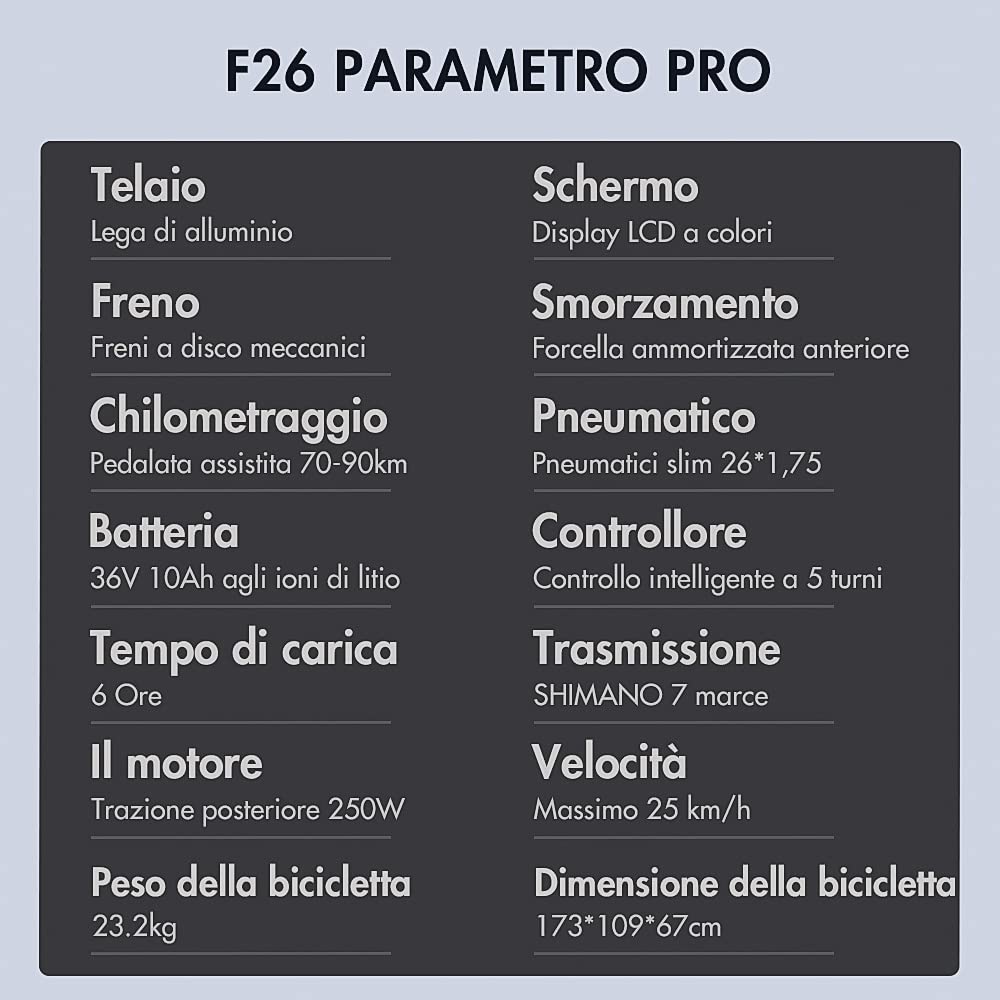 F26 PARAMETRO PRO
Telaio
Lega di alluminio
Freno
Freni a disco meccanici
Chilometraggio
Pedalata assistita 70-90km
Batteria
36V 10Ah agli ioni di litio
Tempo di carica
6 Ore
Il motore
Trazione posteriore 250W
Peso della bicicletta
23.2kg
Schermo
Display LCD a colori
Smorzamento
Forcella ammortizzata anteriore
Pneumatico
Pneumatici slim 26*1,75
Controllore
Controllo intelligente a 5 turni
Trasmissione
SHIMANO 7 marce
Velocità
Massimo 25 km/h
Dimensione della bicicletta
173*109*67cm